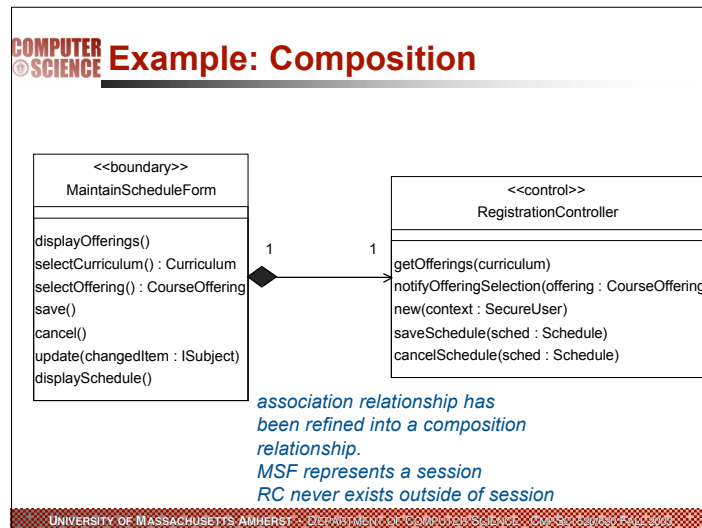 COMPUTER
SCIENCE
Example: Composition
<<boundary>>
MaintainScheduleForm
displayOfferings()
selectCurriculum() : Curriculum
selectOffering() : CourseOffering
save()
cancel()
update(changedItem : ISubject)
displaySchedule()
1
1
<<control>>
RegistrationController
getOfferings(curriculum)
notifyOfferingSelection(offering : CourseOffering
new(context : SecureUser)
saveSchedule(sched : Schedule)
cancelSchedule(sched : Schedule)
association relationship has
been refined into a composition
relationship.
MSF represents a session
RC never exists outside of session
UNIVERSITY OF MASSACHUSETTS AMHERST • DEPARTMENT OF COMPUTER SCIENCE • CMPSCI 520/620 FALL 2003